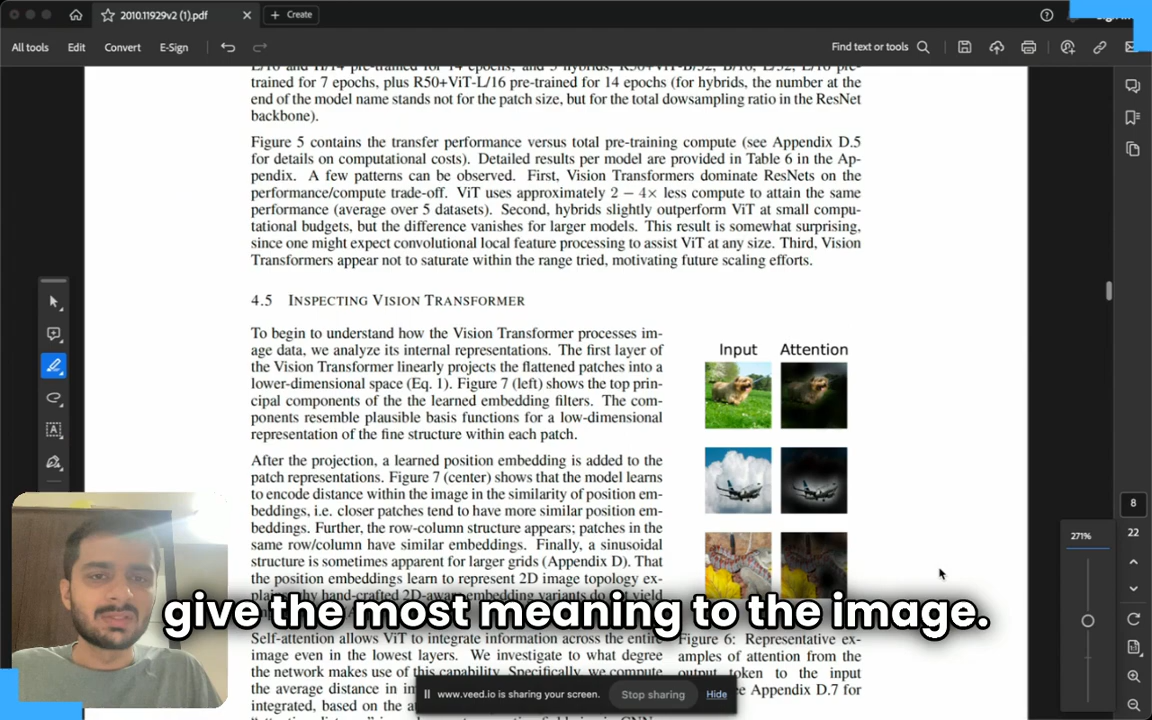 2010.11929v2 (1).pdf
Create
All tools
Edit
Convert
E-Sign
Find text or tools
trained for 7 epochs, plus R50+ViT-L/16 pre-trained for 14 epochs (for hybrids, the number at
the end of the model name stands not for the patch size, but for the total dowsampling ratio in the ResNet
backbone).
Figure 5 contains the transfer performance versus total pre-training compute (see Appendix D.5
for details on computational costs). Detailed results per model are provided in Table 6 in the Ap-
pendix. A few patterns can be observed. First, Vision Transformers dominate ResNets on the
performance/compute trade-off. ViT uses approximately 2 − 4× less compute to attain the same
performance (average over 5 datasets). Second, hybrids slightly outperform ViT at small compu-
tational budgets, but the difference vanishes for larger models. This result is somewhat surprising,
since one might expect convolutional local feature processing to assist ViT at any size. Third, Vision
Transformers appear not to saturate within the range tried, motivating future scaling efforts.
4.5 INSPECTING VISION TRANSFORMER
To begin to understand how the Vision Transformer processes im-
age data, we analyze its internal representations. The first layer of
the Vision Transformer linearly projects the flattened patches into a
lower-dimensional space (Eq. 1). Figure 7 (left) shows the top prin-
cipal components of the the learned embedding filters. The com-
ponents resemble plausible basis functions for a low-dimensional
representation of the fine structure within each patch.
After the projection, a learned position embedding is added to the
patch representations. Figure 7 (center) shows that the model learns
to encode distance within the image in the similarity of position em-
beddings, i.e. closer patches tend to have more similar position em-
beddings. Further, the row-column structure appears; patches in the
same row/column have similar embeddings. Finally, a sinusoidal
structure is sometimes apparent for larger grids (Appendix D). That
the position embeddings learn to represent 2D image topology ex-
give the most meaning to the image.
Self-attention allows ViT to integrate information across the entire
image even in the lowest layers. We investigate to what degree
the network makes use of this capability. Specifically, we compute
the average distance in
integrated, based on the
Input Attention
Figure 6: Representative ex-
amples of attention from the
output token to the input
see Appendix D.7 for
www.veed.io is sharing your screen.
Stop sharing
Hide
8
22
271%